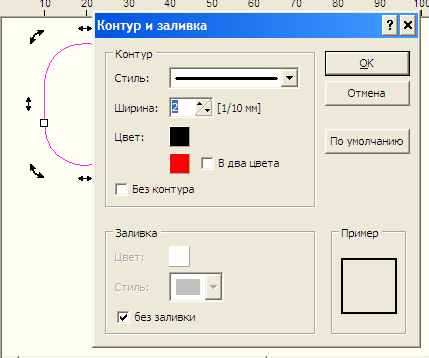 10 20 30 40 50 60 70 80 90 100
Контур и заливка
Контур
Стиль:
Ширина: 2 [1/10 мм]
Цвет:
В два цвета
Без контура
OK
Отмена
По умолчанию
Заливка
Цвет:
Стиль:
без заливки
Пример